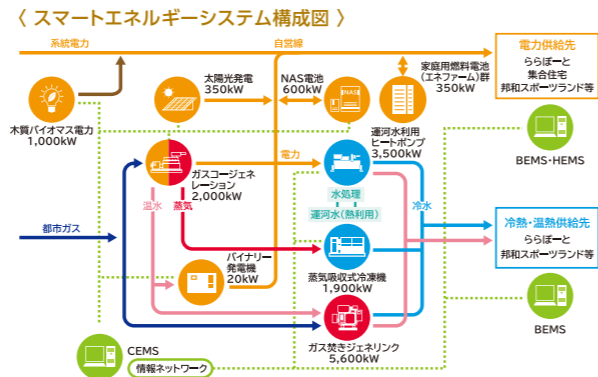 〈 スマートエネルギーシステム構成図 〉
系統電力
自営線
木質バイオマス電力
1,000kW
太陽光発電
350kW
NAS電池
600kW
NAS
家庭用燃料電池
(エネファーム)群
350kW
電力供給先
ららぽーと
集合住宅
邦和スポーツランド等
BEMS・HEMS
ガスコージェネ
レーション
2,000kW
電力
運河水利用
ヒートポンプ
3,500kW
温水
蒸気
水処理
運河水(熱利用)
冷水
都市ガス
バイナリー
発電機
20kW
蒸気吸収式冷凍機
1,900kW
冷熱・温熱供給先
ららぽーと
邦和スポーツランド等
BEMS
ガス焚きジェネリンク
5,600kW
CEMS
情報ネットワーク